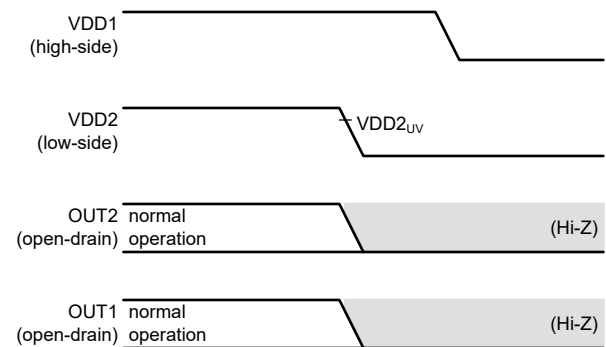 VDD1
(high-side)
VDD2
(low-side)
VDD2UV
OUT2
(open-drain)
normal
operation
(Hi-Z)
OUT1
(open-drain)
normal
operation
(Hi-Z)